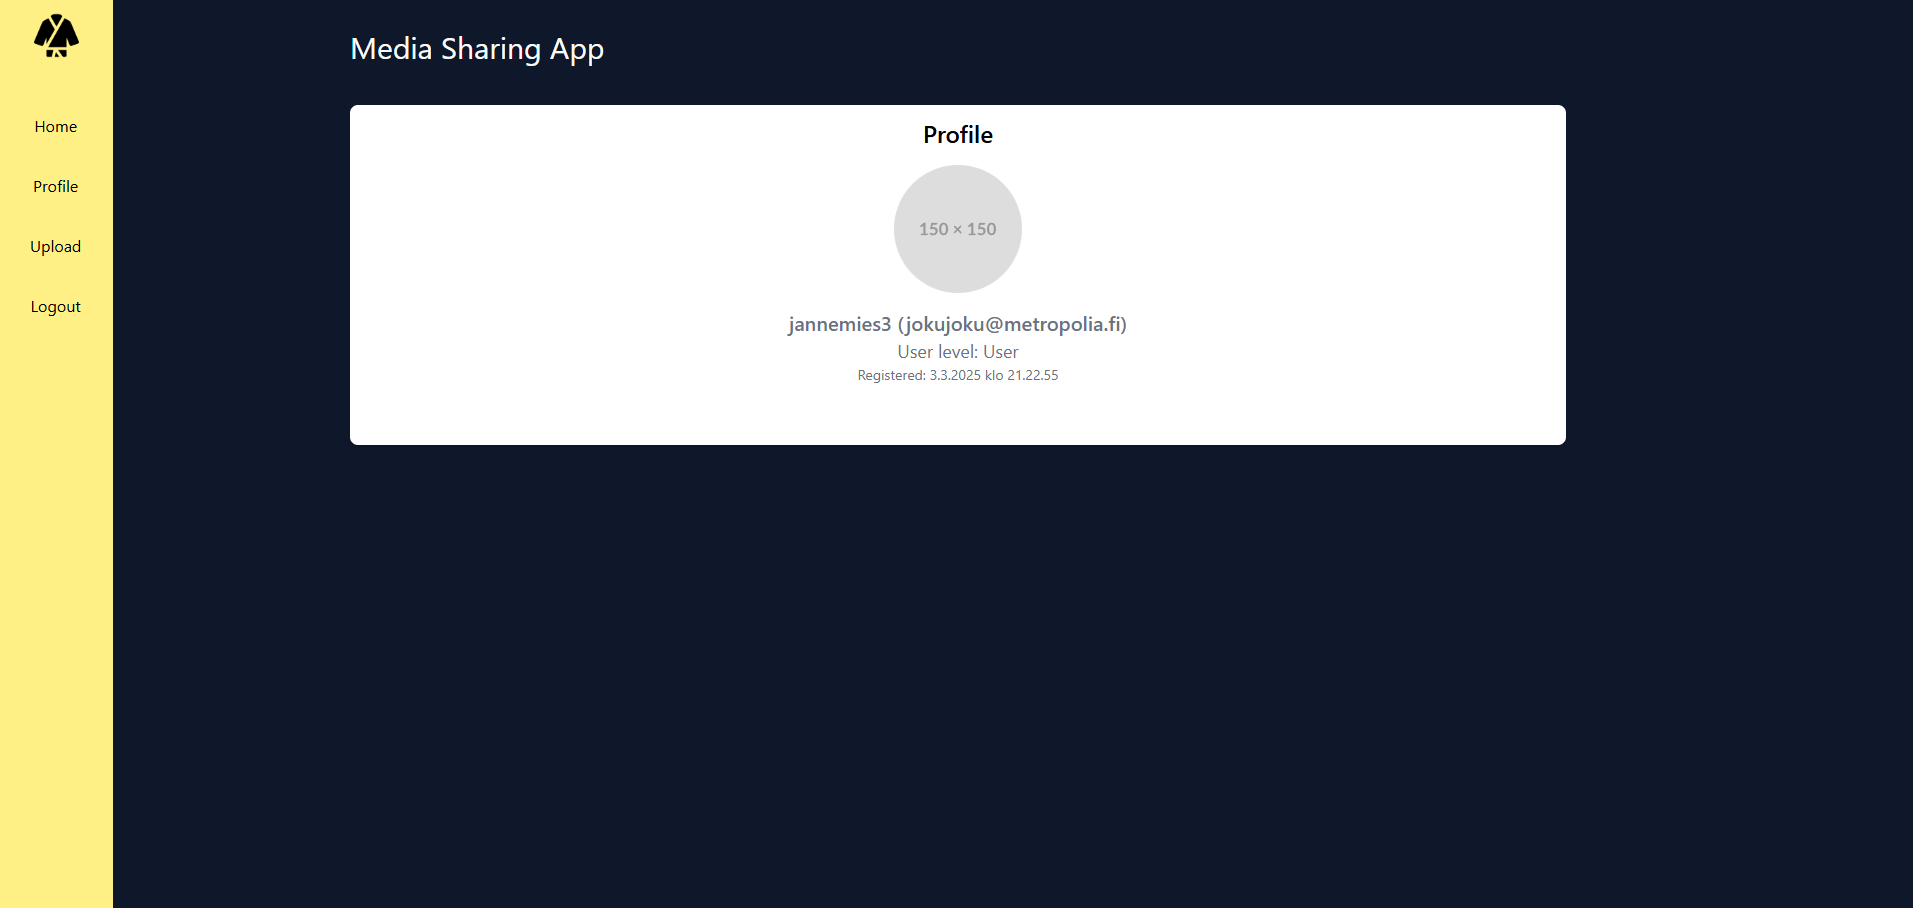 Home
Profile
Upload
Logout
Media Sharing App
Profile
150 × 150
jannemies3 (jokujoku@metropolia.fi)
User level: User
Registered: 3.3.2025 klo 21.22.55